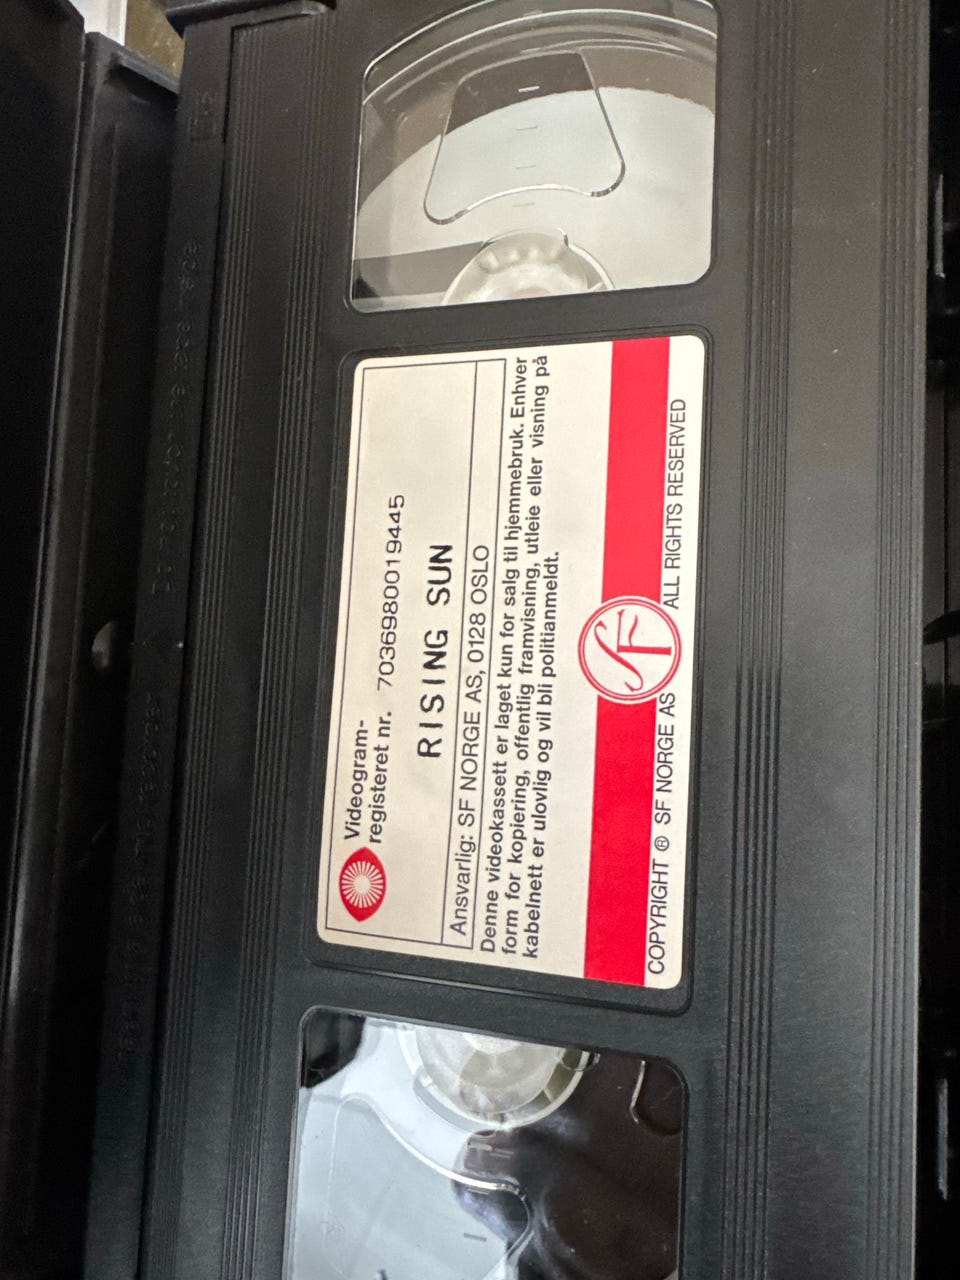 Videogram-
registeret nr. 7036980019445
RISING SUN
Ansvarlig: SF NORGE AS, 0128 OSLO
Denne videokassett er laget kun for salg til hjemmebruk. Enhver
form for kopiering, offentlig framvisning, utleie eller visning på
kabelnett er ulovlig og vil bli politianmeldt.
SF
COPYRIGHT ® SF NORGE AS ALL RIGHTS RESERVED